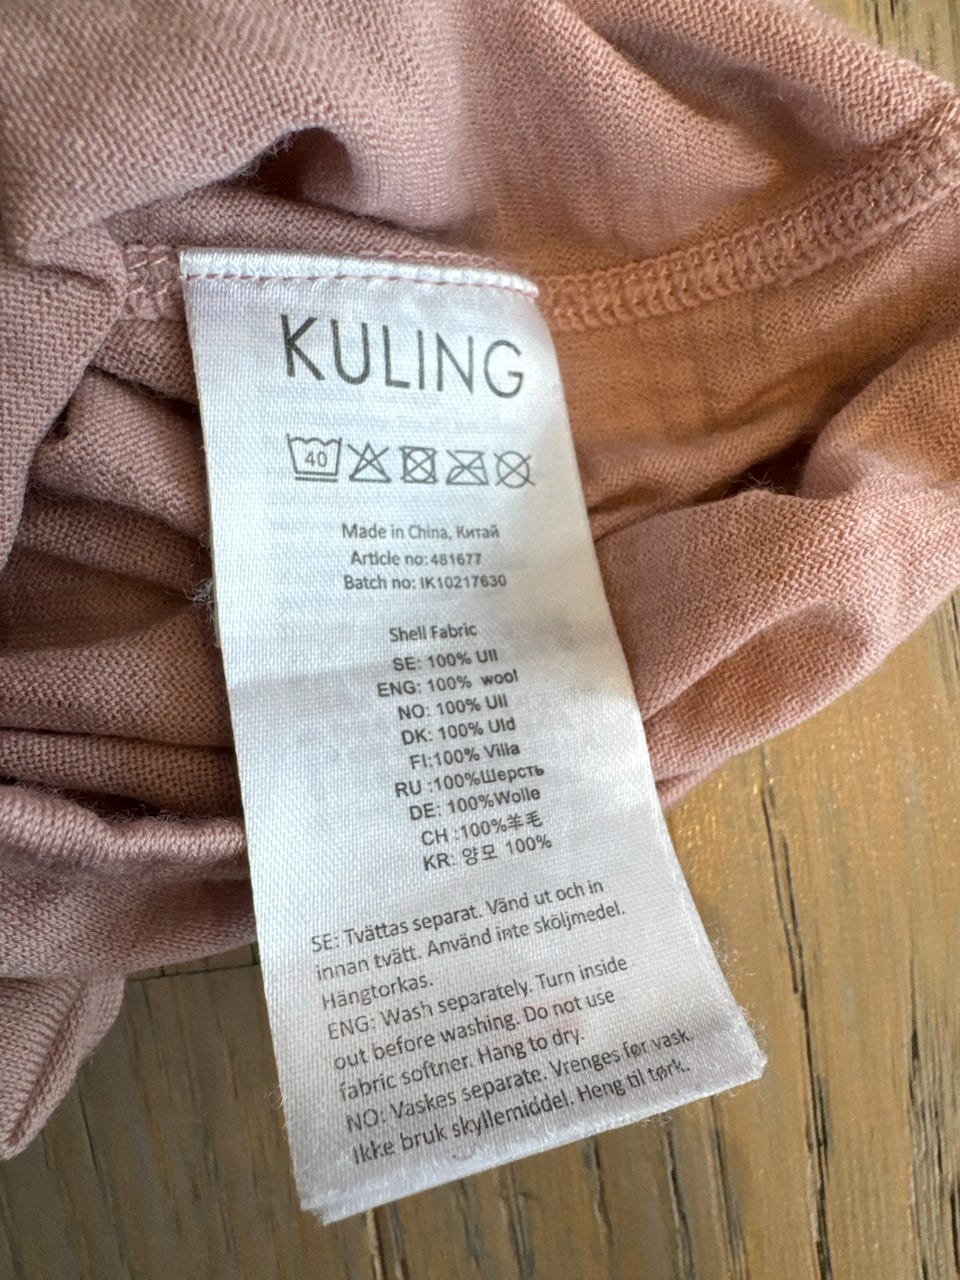 KULING
40
Made in China, Китай
Article no: 481677
Batch no: IK10217630
Shell Fabric
SE: 100% Ull
ENG: 100% wool
NO: 100% Ull
DK: 100% Uld
FI:100% Villa
RU :100%Шерсть
DE: 100%Wolle
CH :100%羊毛
KR: 양모 100%
SE: Tvättas separat. Vänd ut och in
innan tvätt. Använd inte sköljmedel.
Hängtorkas.
ENG: Wash separately. Turn inside
out before washing. Do not use
fabric softner. Hang to dry.
NO: Vaskes separate. Vrenges før vask.
Ikke bruk skyllemiddel. Heng til tørk.